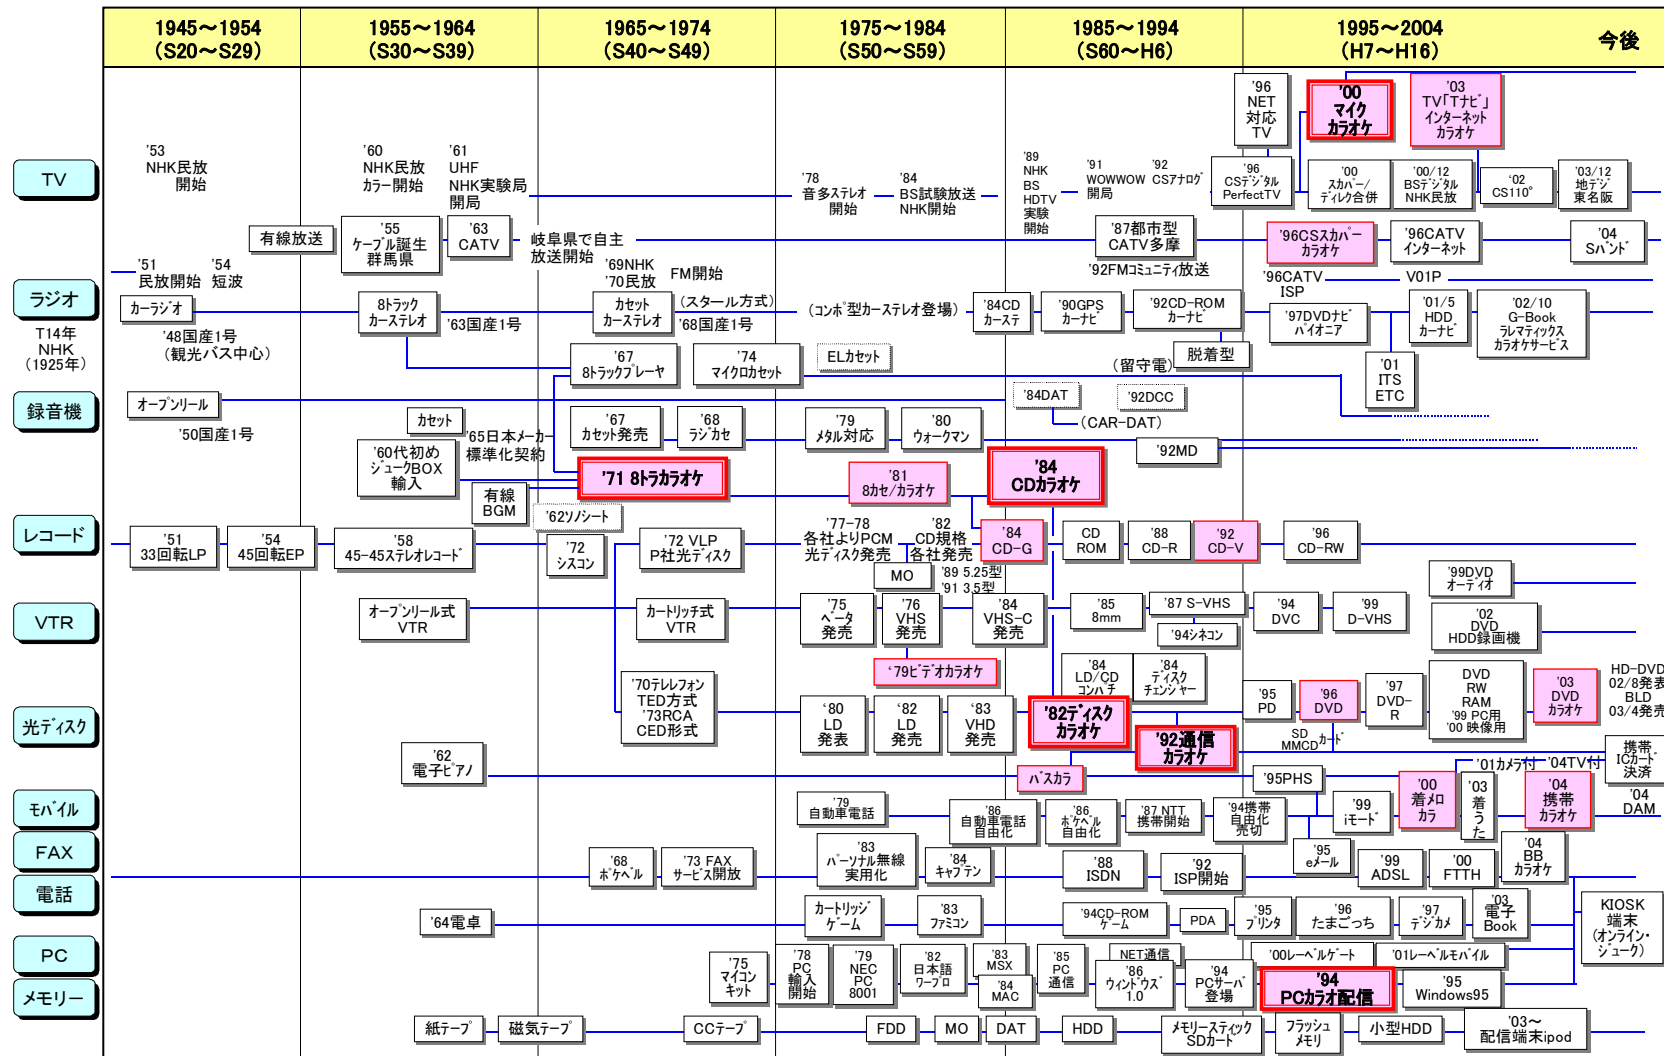 1945～1954
（S20～S29）
1955～1964
（S30～S39）
1965～1974
（S40～S49）
1975～1984
（S50～S59）
1985～1994
（S60～H6）
1995～2004
（H7～H16）
今後
TV
'53
NHK民放
開始
'60
NHK民放
カラー開始
'61
UHF
NHK実験局
開局
'78
音多ステレオ
開始
'84
BS試験放送
NHK開始
'89
NHK
BS
HDTV
実験
開始
'91
WOWWOW
開局
'92
CSアナログ
'96
NET
対応
TV
'96
CSデジタル
PerfectTV
'00
マイク
カラオケ
'03
TV「Tナビ」
インターネット
カラオケ
'00
スカパー/
ディレク合併
'00/12
BSデジタル
NHK民放
'02
CS110°
'03/12
地デジ
東名阪
有線放送
'55
ケーブル誕生
群馬県
'63
CATV
岐阜県で自主
放送開始
'87都市型
CATV多摩
'96CSスカパー
カラオケ
'96CATV
インターネット
'04
Sバンド
ラジオ
T14年
NHK
（1925年）
'51
民放開始
'54
短波
'69NHK
'70民放
FM開始
'92FMコミュニティ放送
'96CATV
ISP
V01P
カーラジオ
'48国産1号
（観光バス中心）
8トラック
カーステレオ
'63国産1号
カセット
カーステレオ
（スタール方式）
'68国産1号
（コンポ型カーステレオ登場）
'84CD
カーステ
'90GPS
カーナビ
'92CD-ROM
カーナビ
脱着型
'97DVDナビ
パイオニア
'01/5
HDD
カーナビ
'02/10
G-Book
ラレマティックス
カラオケサービス
'67
8トラックプレーヤ
'74
マイクロカセット
ELカセット
（留守電）
'01
ITS
ETC
録音機
オープンリール
'50国産1号
カセット
'65日本メーカー
標準化契約
'67
カセット発売
'68
ラジカセ
'79
メタル対応
'80
ウォークマン
'84DAT
（CAR-DAT）
'92DCC
'92MD
'60代初め
ジュークBOX
輸入
有線
BGM
'71 8トラカラオケ
'81
8カセ/カラオケ
'84
CDカラオケ
レコード
'51
33回転LP
'54
45回転EP
'58
45-45ステレオレコード
'62ソノシート
'72
シスコン
'72 VLP
P社光ディスク
'77-78
各社よりPCM
光ディスク発売
'82
CD規格
各社発売
'84
CD-G
CD
ROM
'88
CD-R
'92
CD-V
'96
CD-RW
MO
'89 5.25型
'91 3.5型
'99DVD
オーディオ
VTR
オープンリール式
VTR
カートリッチ式
VTR
'75
ベータ
発売
'76
VHS
発売
'84
VHS-C
発売
'85
8mm
'87 S-VHS
'94シネコン
'94
DVC
'99
D-VHS
'02
DVD
HDD録画機
‘79ビデオカラオケ
光ディスク
'70テレルフォン
TED方式
'73RCA
CED形式
‘80
LD
発表
‘82
LD
発売
‘83
VHD
発売
'84
LD/CD
コンパチ
'84
ディスク
チェンジャー
'82ディスク
カラオケ
'92通信
カラオケ
'95
PD
'96
DVD
'97
DVD-
R
DVD
RW
RAM
'99 PC用
'00 映像用
'03
DVD
カラオケ
HD-DVD
02/8発表
BLD
03/4発売
SD
MMCDカード
'62
電子ピアノ
バスカラ
'95PHS
'01カメラ付
'04TV付
携帯
ICカード
決済
モバイル
'79
自動車電話
'86
自動車電話
自由化
'86
ポケベル
自由化
'87 NTT
携帯開始
'94携帯
自由化
売切
'99
iモード
'00
着メロ
カラ
'03
着
う
た
'04
携帯
カラオケ
'04
DAM
FAX
'68
ポケベル
'73 FAX
サービス開放
'83
パーソナル無線
実用化
'84
キャプテン
'88
ISDN
'92
ISP開始
'95
eメール
'99
ADSL
'00
FTTH
'04
BB
カラオケ
電話
'64電卓
カートリッジ
ゲーム
'83
ファミコン
'94CD-ROM
ゲーム
PDA
'95
プリンタ
'96
たまごっち
'97
デジカメ
'03
電子
Book
KIOSK
端末
（オンライン・
ジューク）
PC
'75
マイコン
キット
'78
PC
輸入
開始
'79
NEC
PC
8001
'82
日本語
ワープロ
'83
MSX
'84
MAC
'85
PC
通信
NET通信
'86
ウィンドウズ
1.0
'94
PCサーバ
登場
'00レーベルゲート
'01レーベルモバイル
'94
PCカラオ配信
'95
Windows95
メモリー
紙テープ
磁気テープ
CCテープ
FDD
MO
DAT
HDD
メモリースティック
SDカード
フラッシュ
メモリ
小型HDD
'03～
配信端末ipod